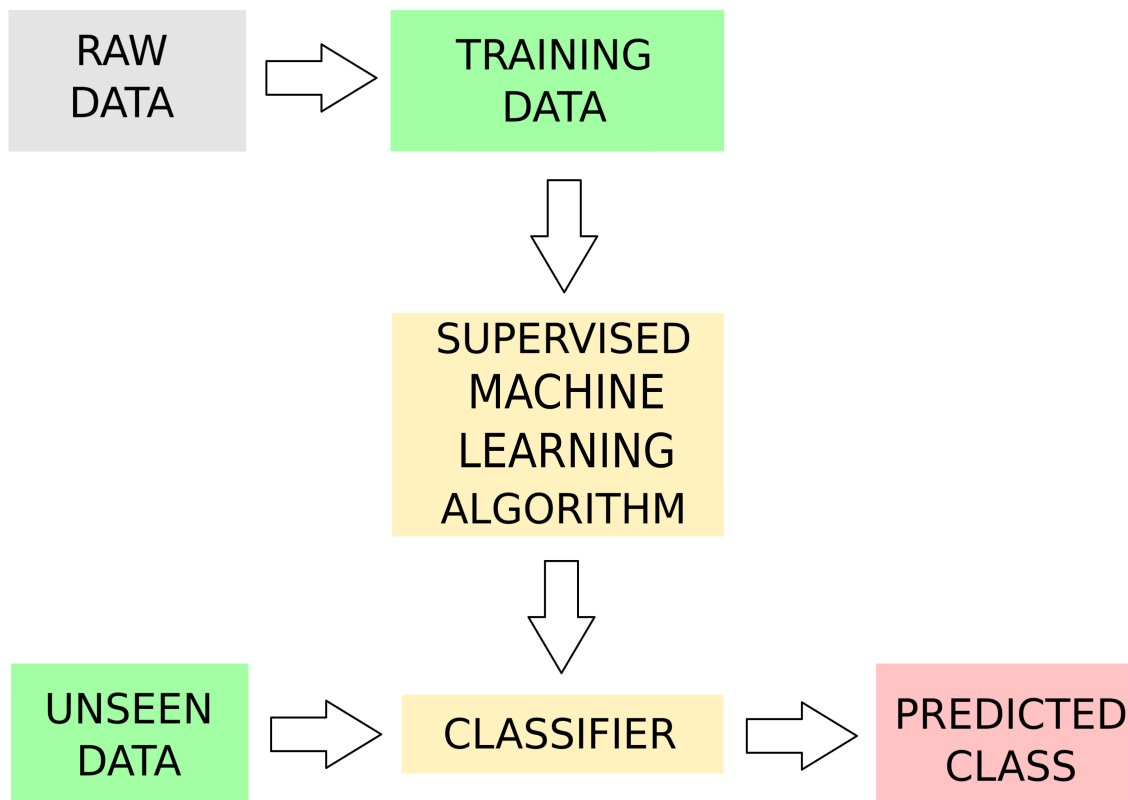 RAW
DATA
TRAINING
DATA
SUPERVISED
MACHINE
LEARNING
ALGORITHM
UNSEEN
DATA
CLASSIFIER
PREDICTED
CLASS